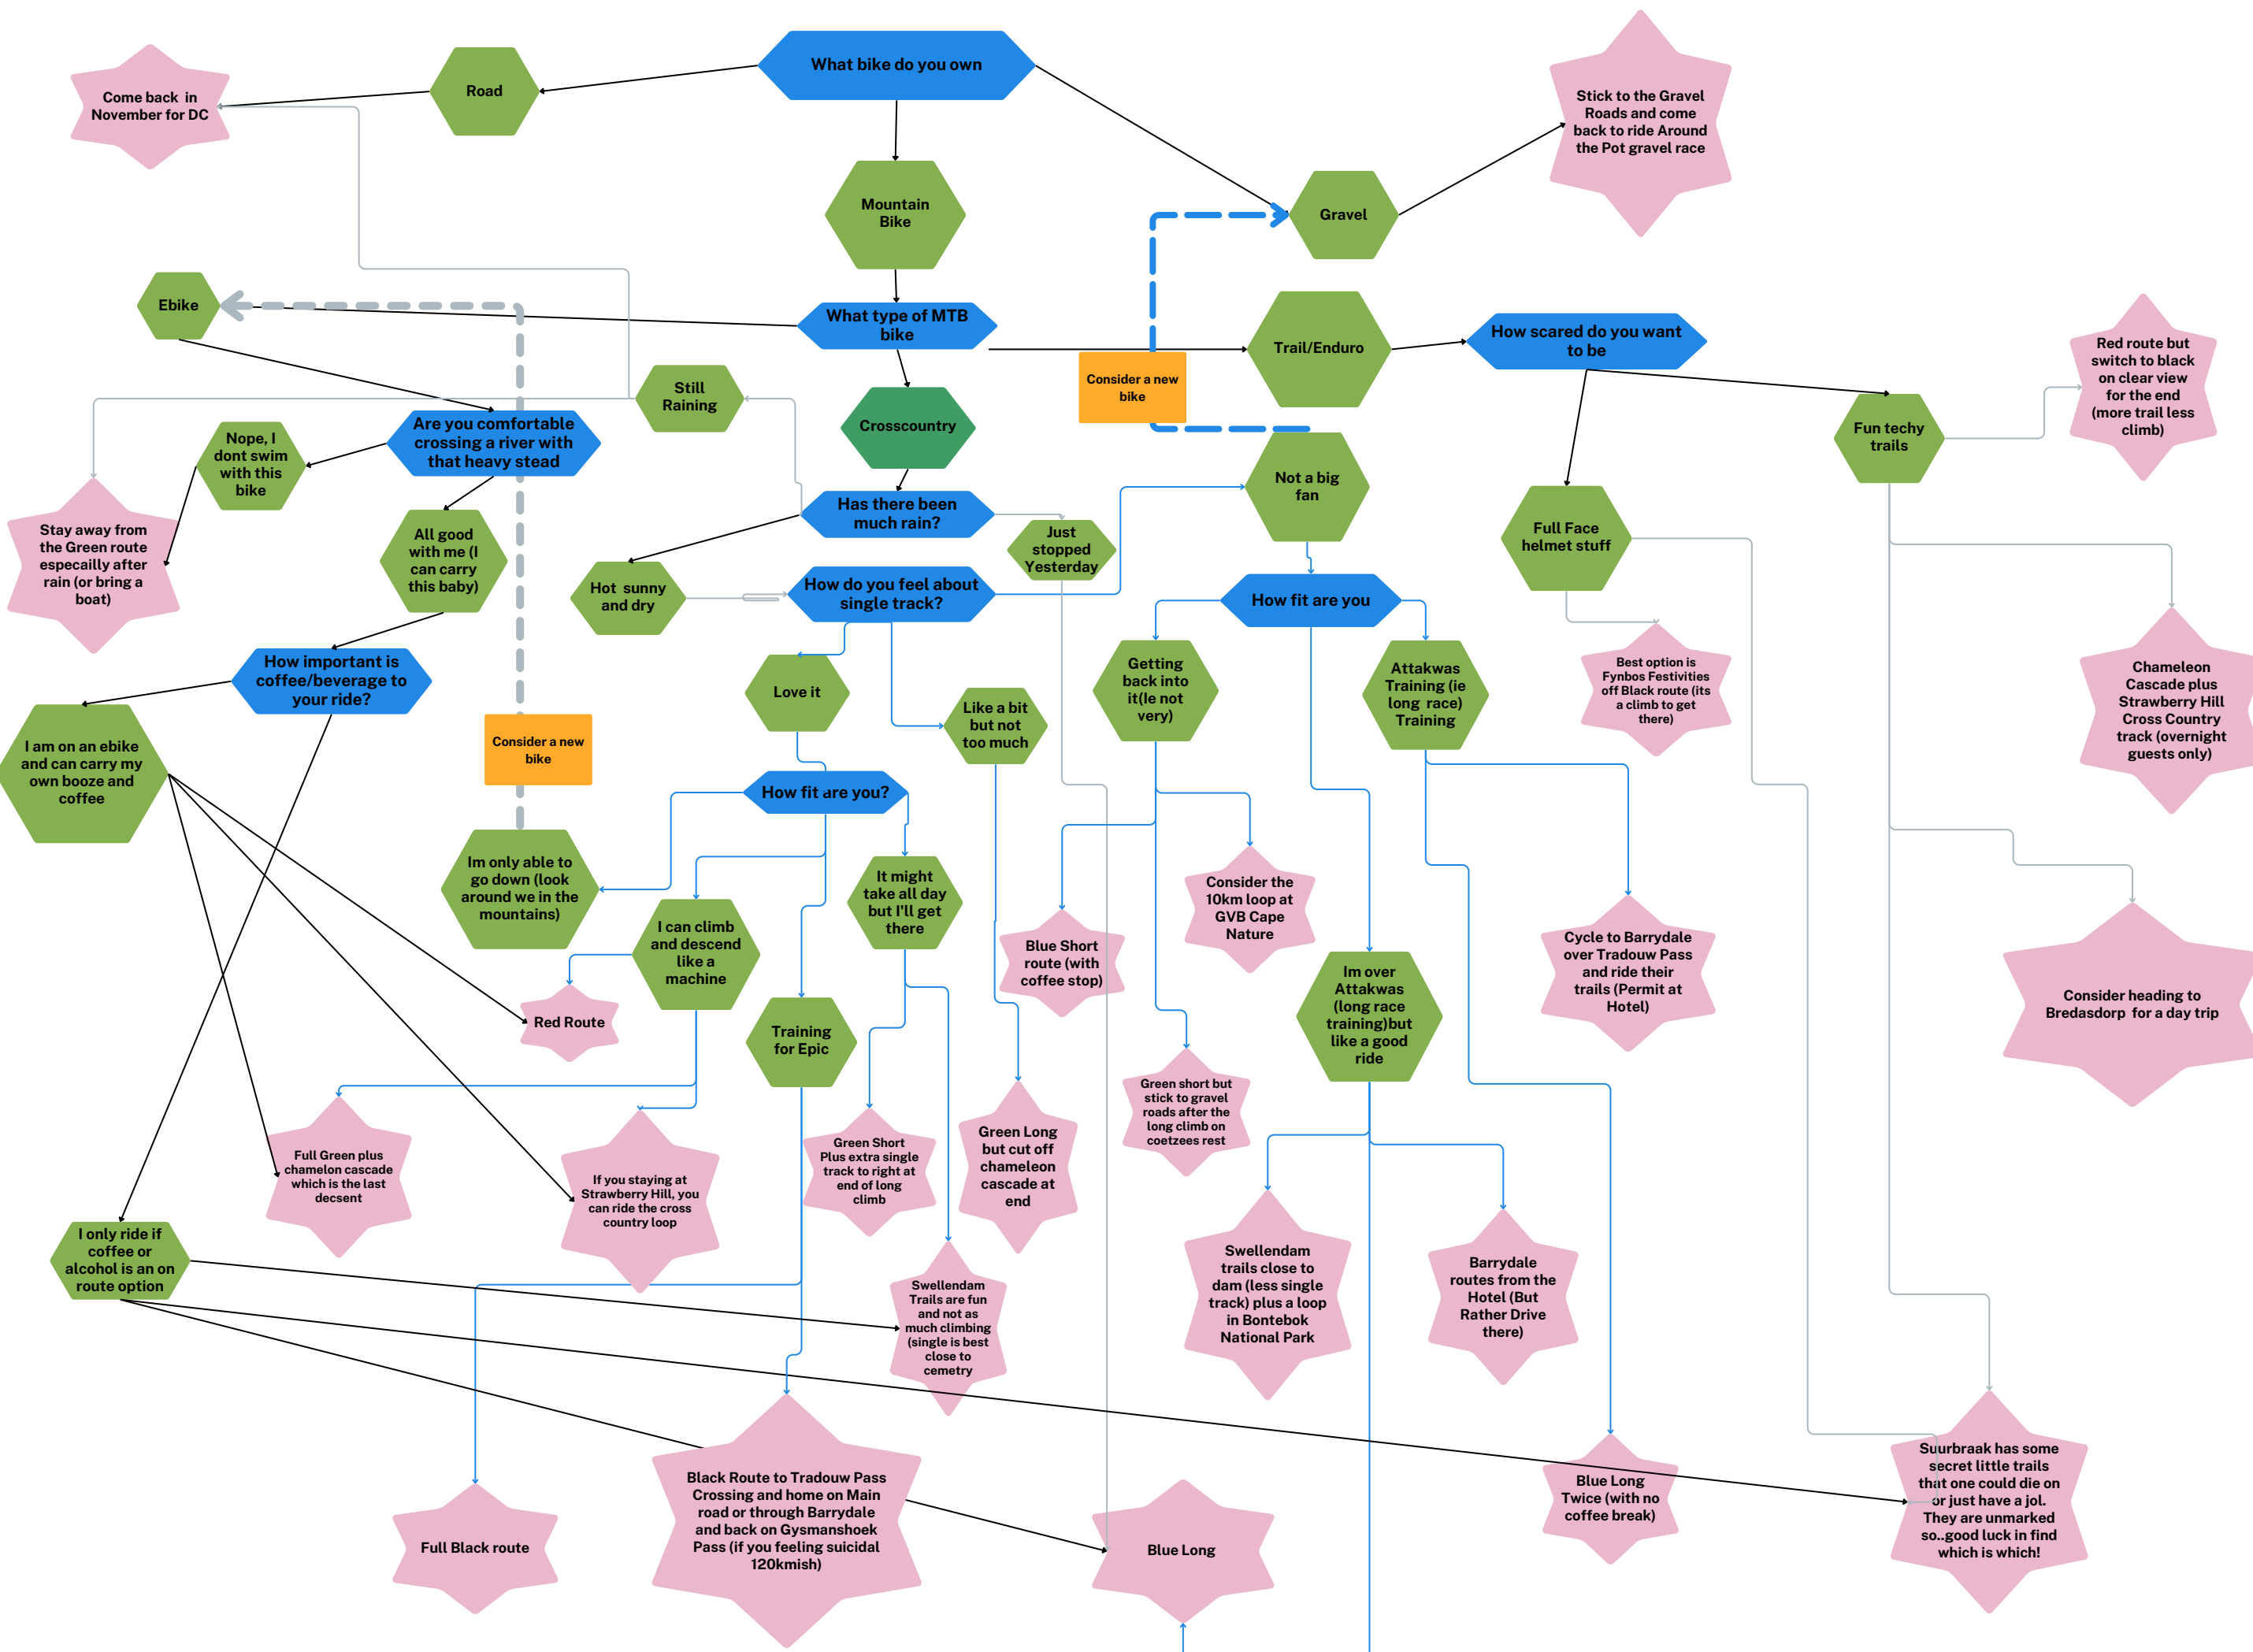 What bike do you own
Road
Come back in
November for DC
Stick to the Gravel
Roads and come
back to ride Around
the Pot gravel race
Mountain
Bike
Gravel
Ebike
What type of MTB
bike
Trail/Enduro
How scared do you want
to be
Red route but
switch to black
on clear view
for the end
(more trail less
climb)
Still
Raining
Consider a new
bike
Crosscountry
Fun techy
trails
Are you comfortable
crossing a river with
that heavy stead
Nope, I
dont swim
with this
bike
Not a big
fan
Has there been
much rain?
Just
stopped
Yesterday
Full Face
helmet stuff
Stay away from
the Green route
especailly after
rain (or bring a
boat)
All good
with me (I
can carry
this baby)
Hot sunny
and dry
How do you feel about
single track?
How fit are you
How important is
coffee/beverage to
your ride?
Love it
Like a bit
but not
too much
Getting
back into
it(Ie not
very)
Attakwas
Training (ie
long race)
Training
Best option is
Fynbos Festivities
off Black route (its
a climb to get
there)
Chameleon
Cascade plus
Strawberry Hill
Cross Country
track (overnight
guests only)
I am on an ebike
and can carry my
own booze and
coffee
Consider a new
bike
How fit are you?
Im only able to
go down (look
around we in the
mountains)
It might
take all day
but I'll get
there
I can climb
and descend
like a
machine
Consider the
10km loop at
GVB Cape
Nature
Blue Short
route (with
coffee stop)
Cycle to Barrydale
over Tradouw Pass
and ride their
trails (Permit at
Hotel)
Im over
Attakwas
(long race
training)but
like a good
ride
Consider heading to
Bredasdorp for a day trip
Red Route
Training
for Epic
Green short but
stick to gravel
roads after the
long climb on
coetzees rest
Full Green plus
chamelon cascade
which is the last
decsent
If you staying at
Strawberry Hill, you
can ride the cross
country loop
Green Short
Plus extra single
track to right at
end of long
climb
Green Long
but cut off
chameleon
cascade at
end
I only ride if
coffee or
alcohol is an on
route option
Swellendam
Trails are fun
and not as
much climbing
(single is best
close to
cemetry
Swellendam
trails close to
dam (less single
track) plus a loop
in Bontebok
National Park
Barrydale
routes from the
Hotel (But
Rather Drive
there)
Full Black route
Black Route to Tradouw Pass
Crossing and home on Main
road or through Barrydale
and back on Gysmanshoek
Pass (if you feeling suicidal
120kmish)
Blue Long
Blue Long
Twice (with no
coffee break)
Suurbraak has some
secret little trails
that one could die on
or just have a jol.
They are unmarked
so..good luck in find
which is which!